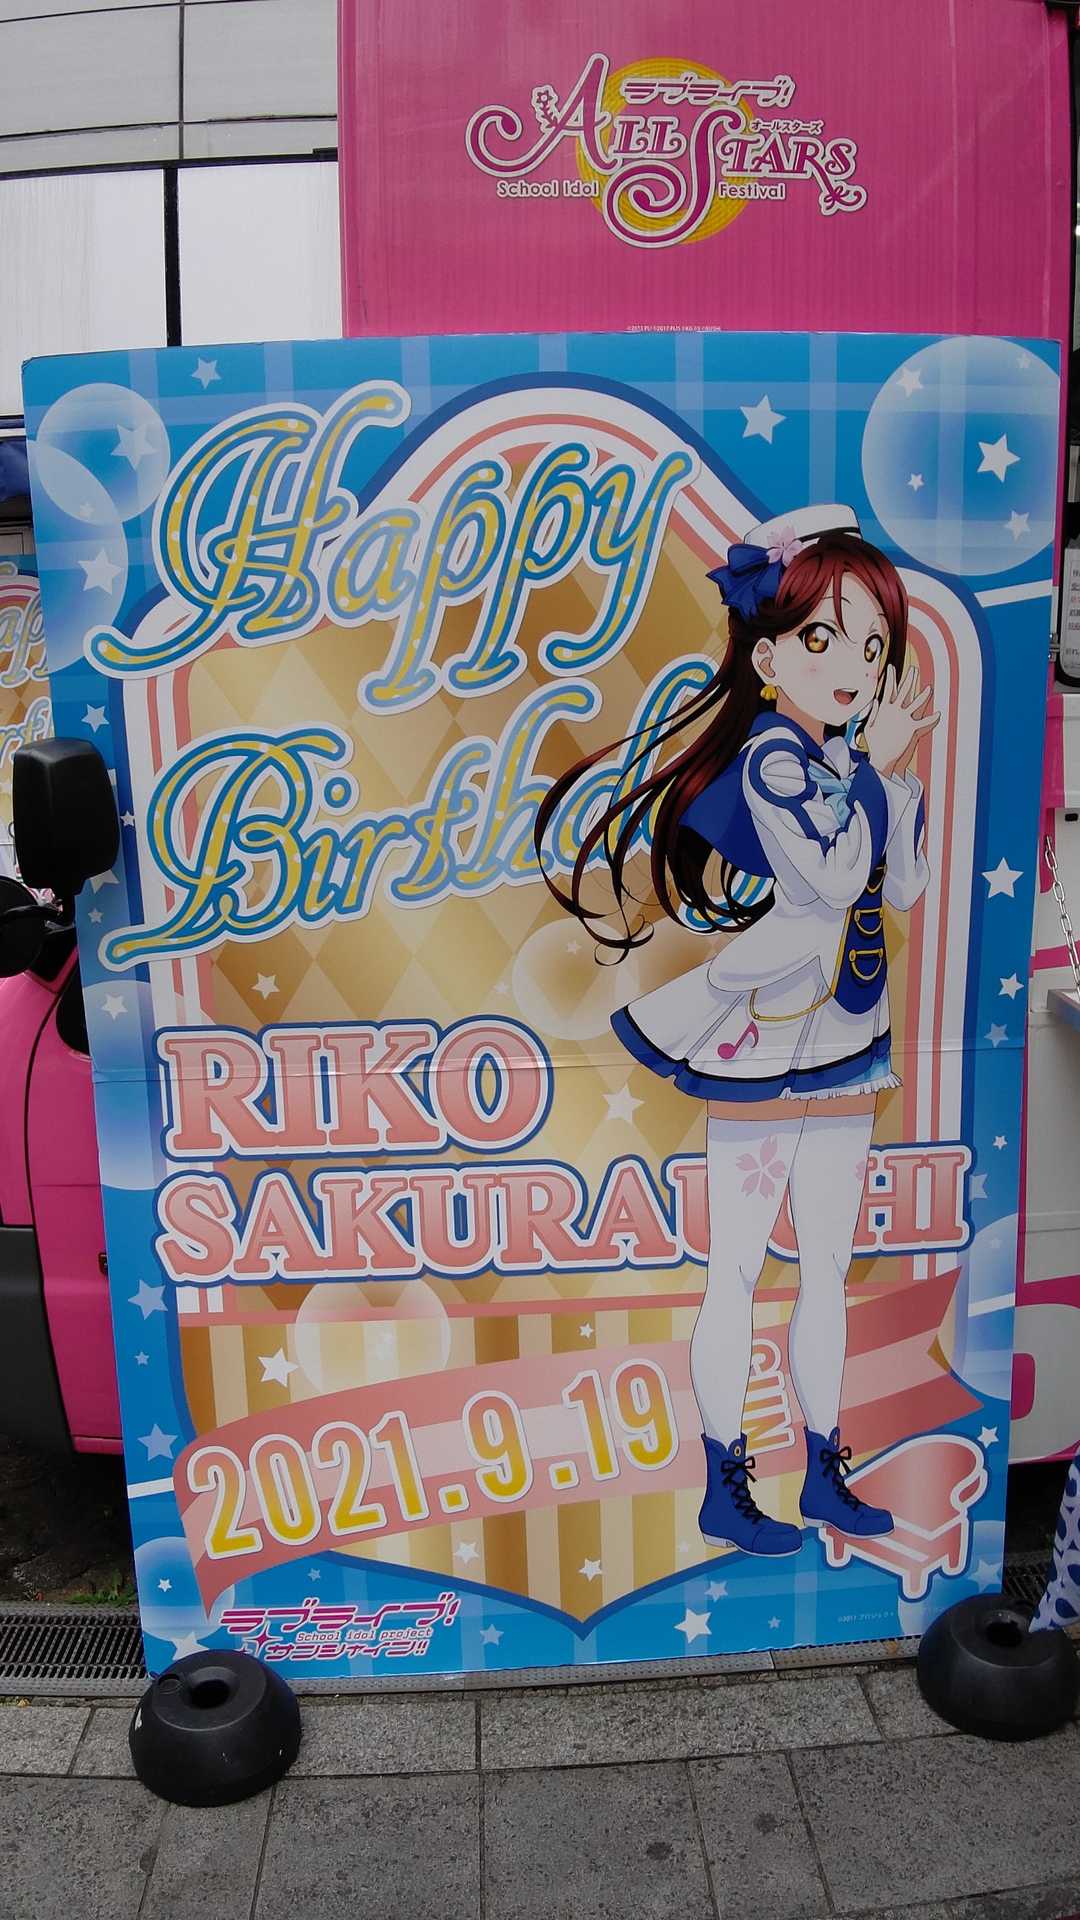 ラブライブ!
ALL STARS
オールスターズ
School Idol Festival
Happy
Birthd
RIKO
SAKURAUCHI
2021.9.19
SUN
ラブライブ!
School idol project
サンシャイン!!